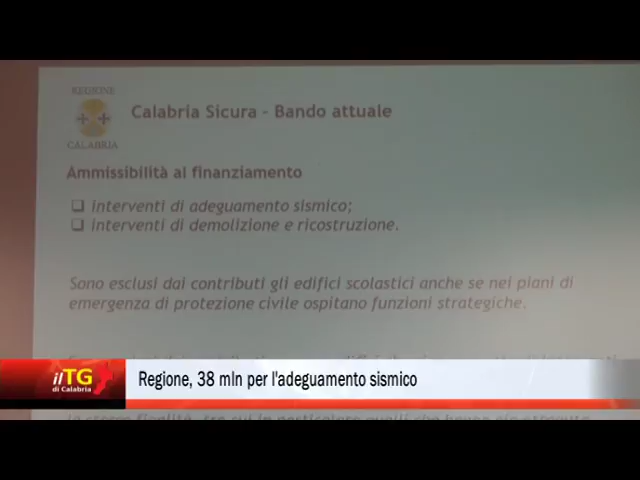 REGIONE
CALABRIA
Calabria Sicura - Bando attuale
Ammissibilità al finanziamento
interventi di adeguamento sismico;
interventi di demolizione e ricostruzione.
Sono esclusi dai contributi gli edifici scolastici anche se nei piani di
emergenza di protezione civile ospitano funzioni strategiche.
ilTG
di Calabria
Regione, 38 mln per l'adeguamento sismico